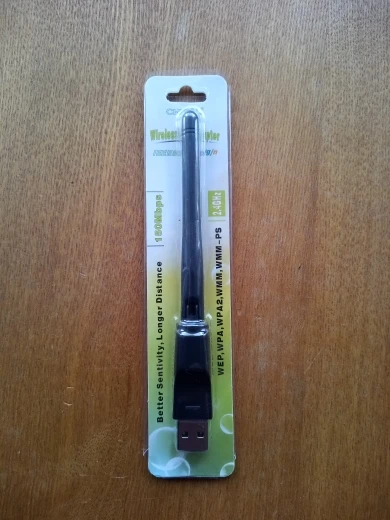 Wireless
150Mbps
2.4GHz
Better Sentivity, Longer Distance
WEP,WPA,WPA2,WMM,WMM-PS